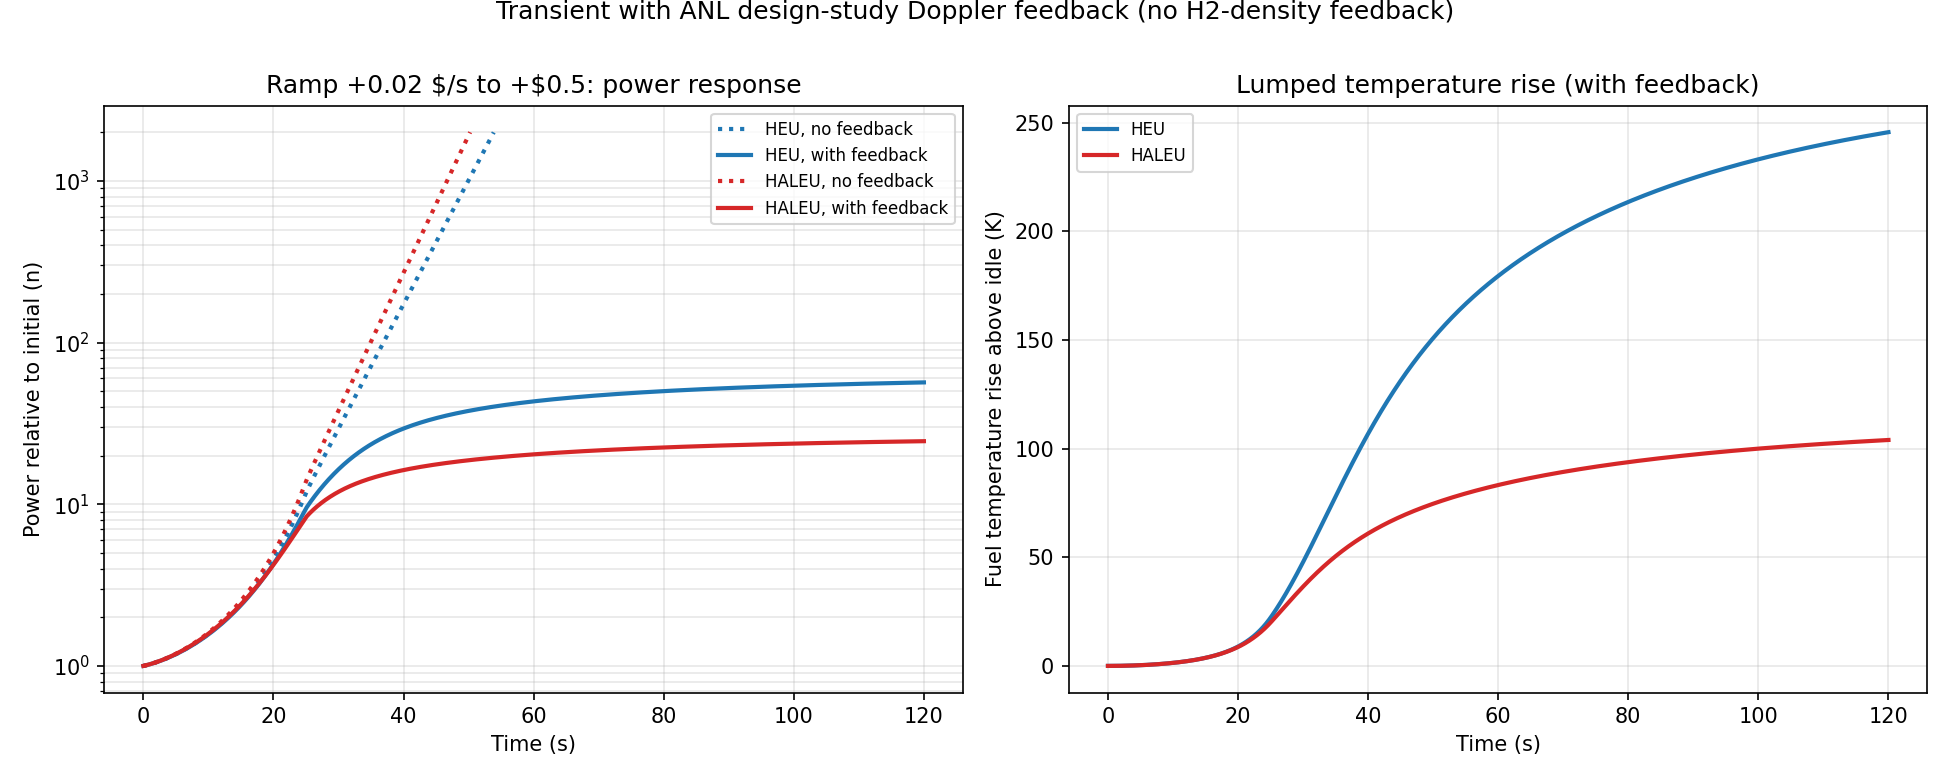 Transient with ANL design-study Doppler feedback (no H2-density feedback)
Ramp +0.02 $/s to +$0.5: power response
Power relative to initial (n)
10³
10²
10¹
10⁰
HEU, no feedback
HEU, with feedback
HALEU, no feedback
HALEU, with feedback
0 20 40 60 80 100 120
Time (s)
Lumped temperature rise (with feedback)
Fuel temperature rise above idle (K)
250
200
150
100
50
0
HEU
HALEU
0 20 40 60 80 100 120
Time (s)